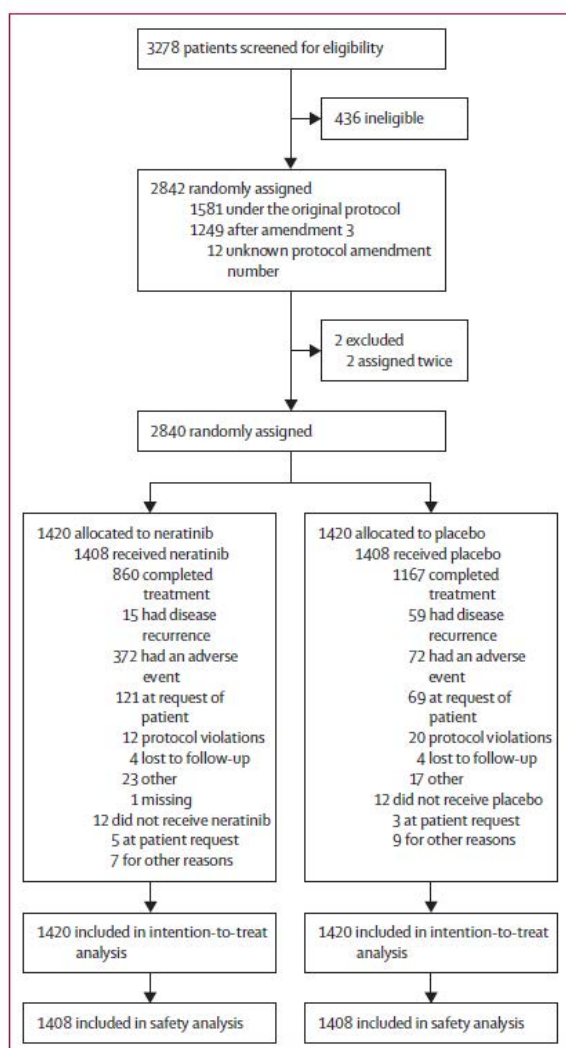 3278 patients screened for eligibility
436 ineligible
2842 randomly assigned
1581 under the original protocol
1249 after amendment 3
12 unknown protocol amendment
number
2 excluded
2 assigned twice
2840 randomly assigned
1420 allocated to neratinib
1408 received neratinib
860 completed
treatment
15 had disease
recurrence
372 had an adverse
event
121 at request of
patient
12 protocol violations
4 lost to follow-up
23 other
1 missing
12 did not receive neratinib
5 at patient request
7 for other reasons
1420 allocated to placebo
1408 received placebo
1167 completed
treatment
59 had disease
recurrence
72 had an adverse
event
69 at request of
patient
20 protocol violations
4 lost to follow-up
17 other
12 did not receive placebo
3 at patient request
9 for other reasons
1420 included in intention-to-treat
analysis
1420 included in intention-to-treat
analysis
1408 included in safety analysis
1408 included in safety analysis